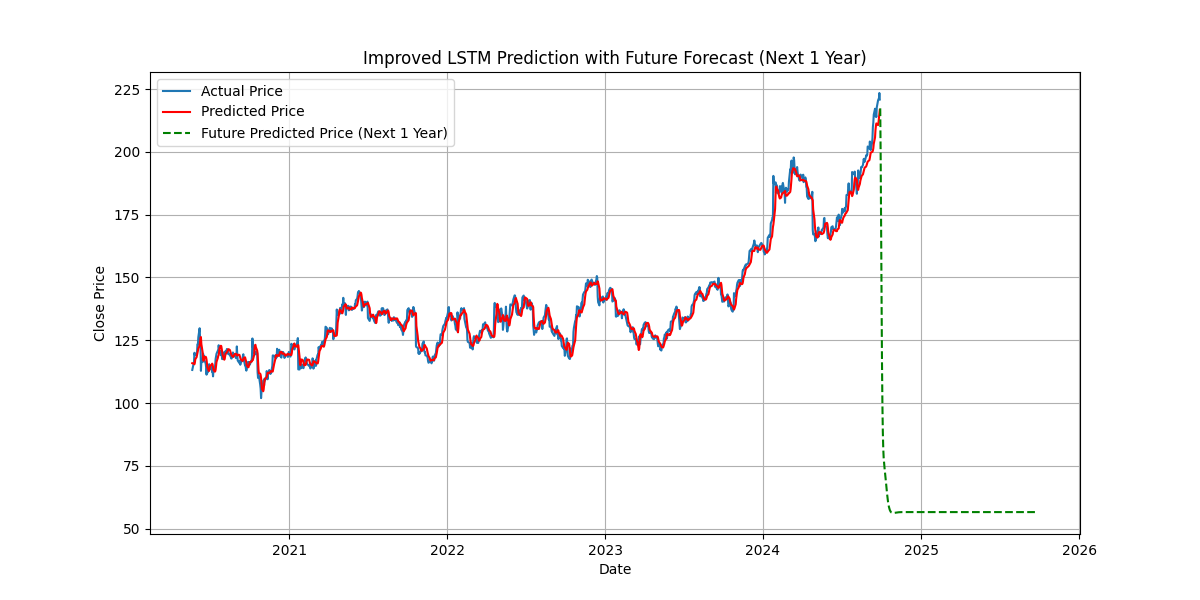 Improved LSTM Prediction with Future Forecast (Next 1 Year)
Actual Price
Predicted Price
Future Predicted Price (Next 1 Year)
Close Price
225
200
175
150
125
100
75
50
2021
2022
2023
2024
2025
2026
Date